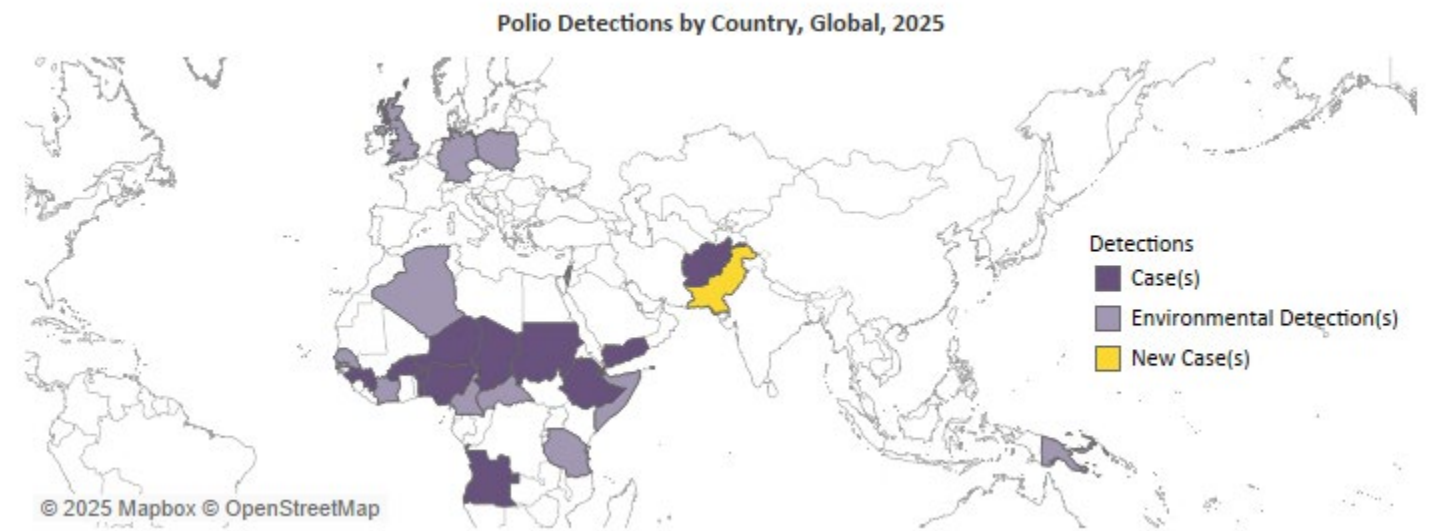 Polio Detections by Country, Global, 2025
Detections
Case(s)
Environmental Detection(s)
New Case(s)
© 2025 Mapbox © OpenStreetMap